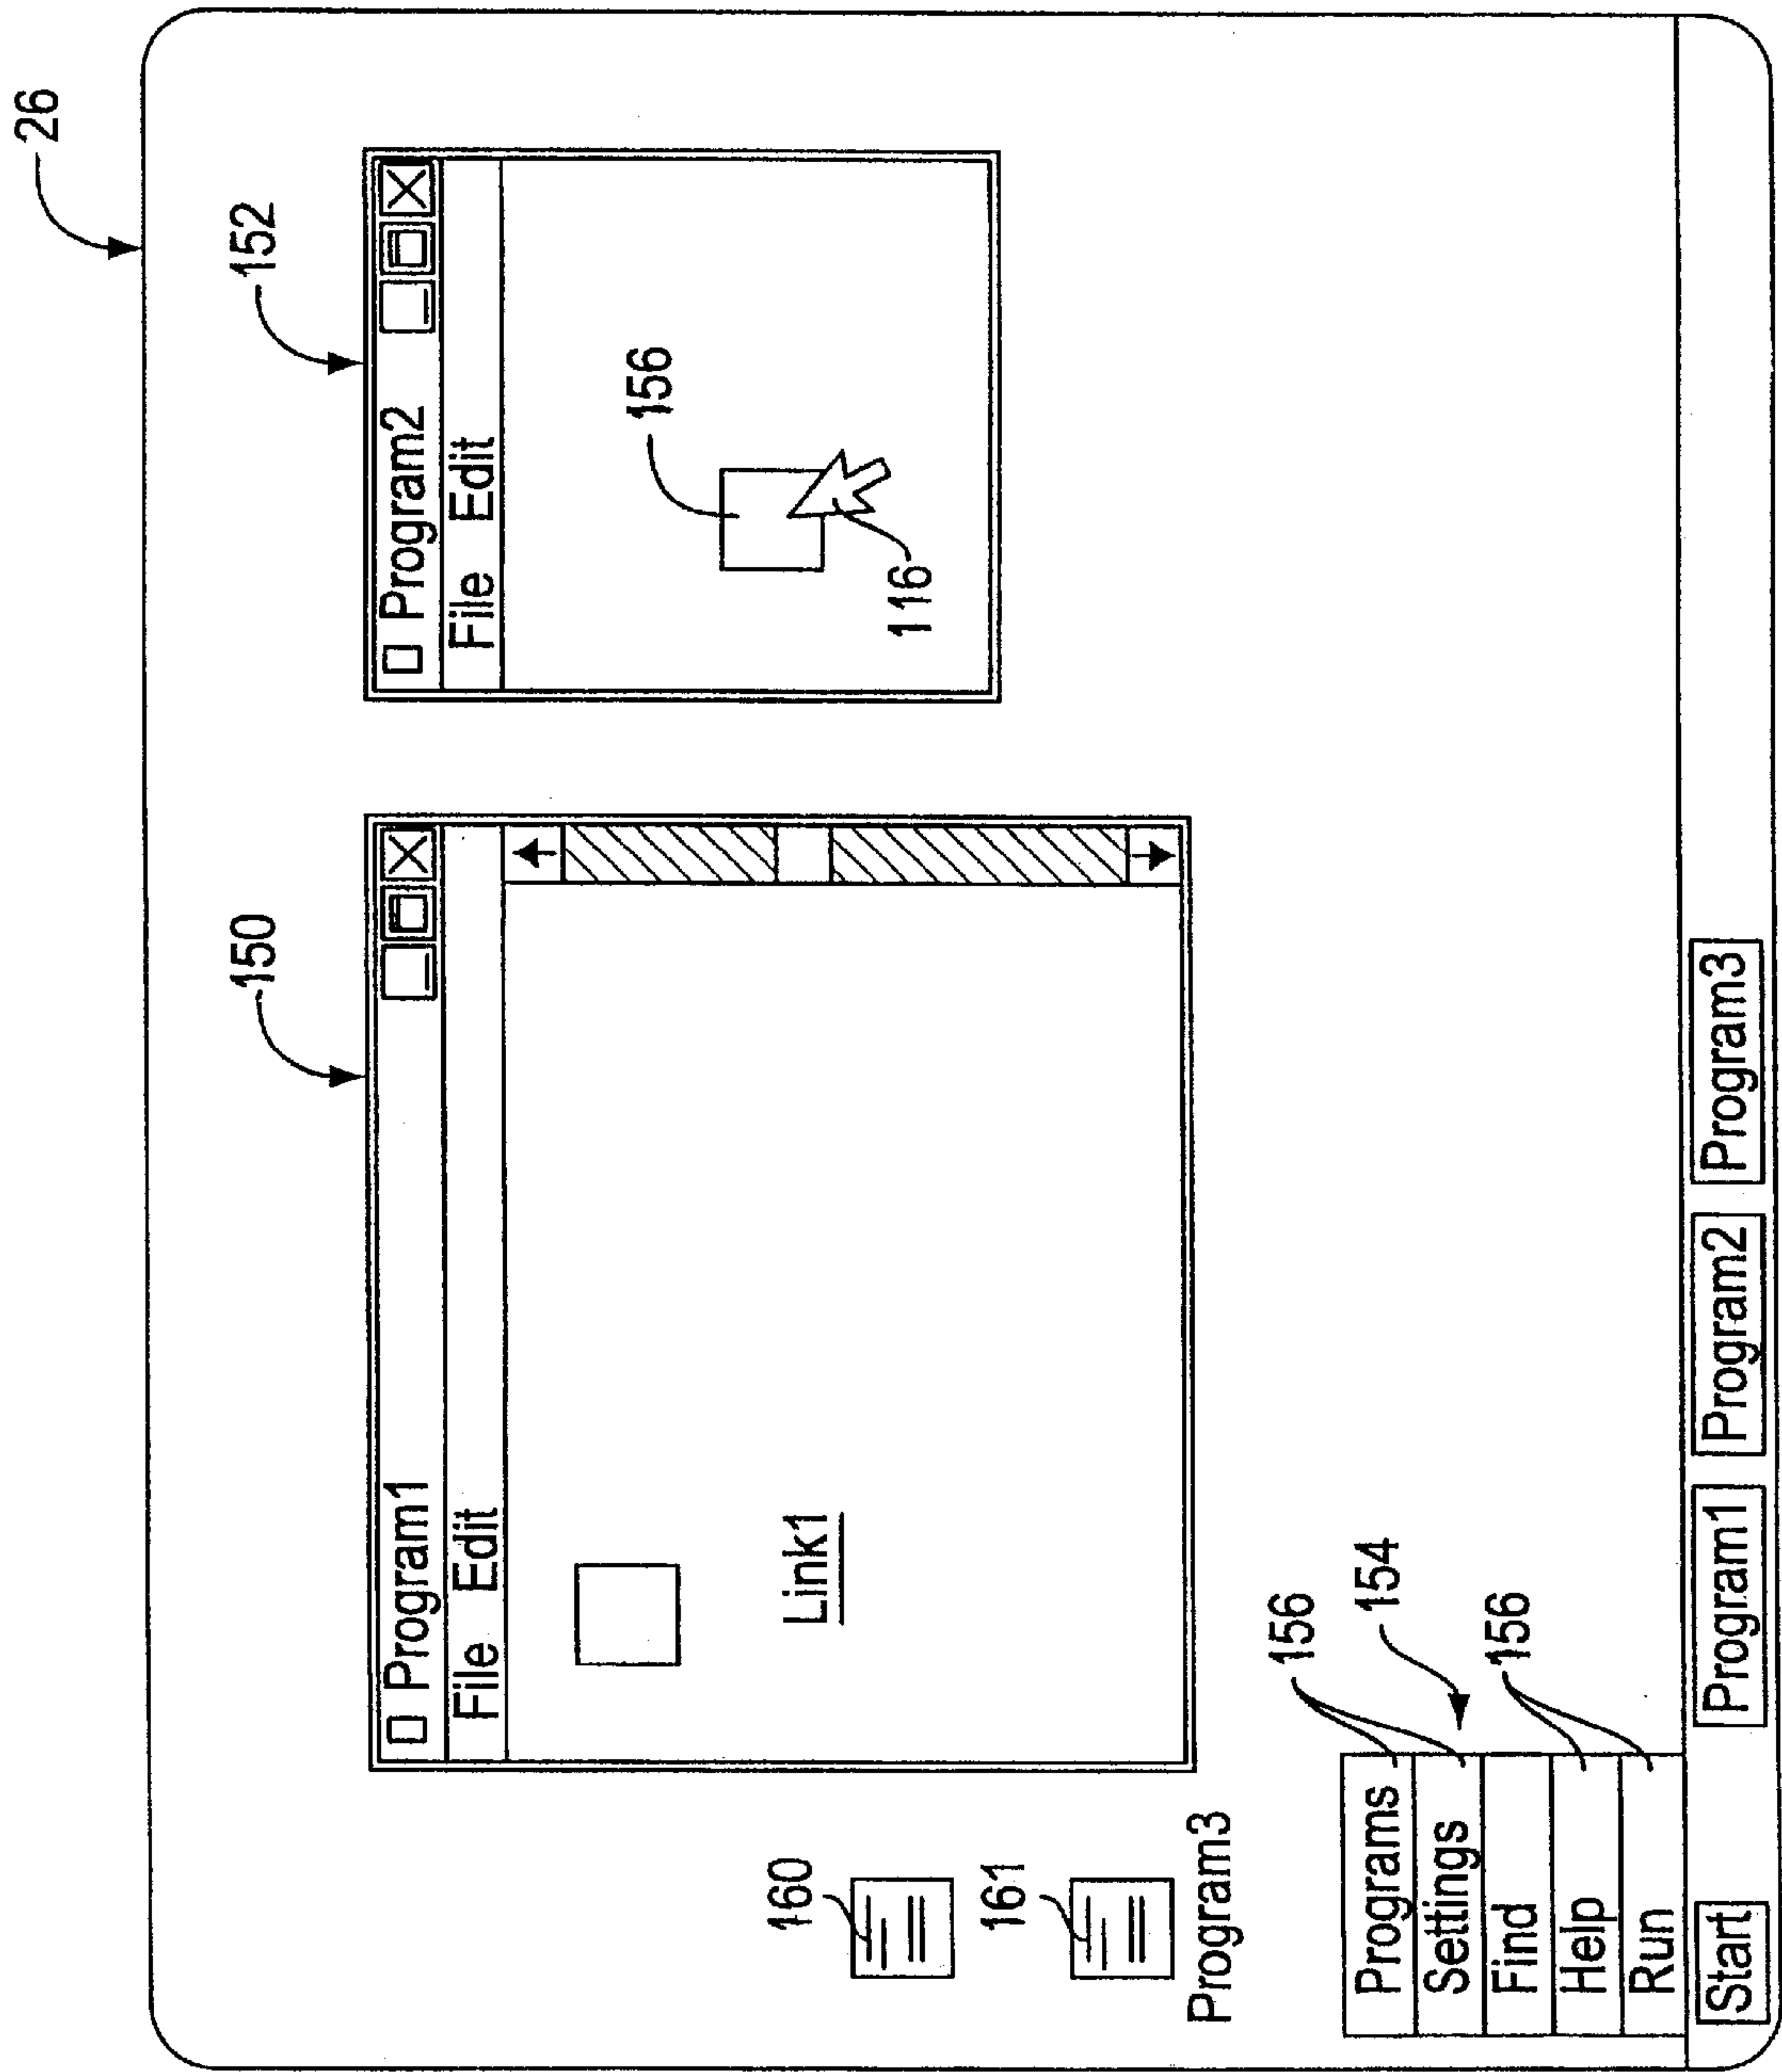 26
150
152
Program1
Program2
File Edit
File Edit
156
Link1
116
160
161
Program3
156
154
156
Programs
Settings
Find
Help
Run
Start
Program1
Program2
Program3